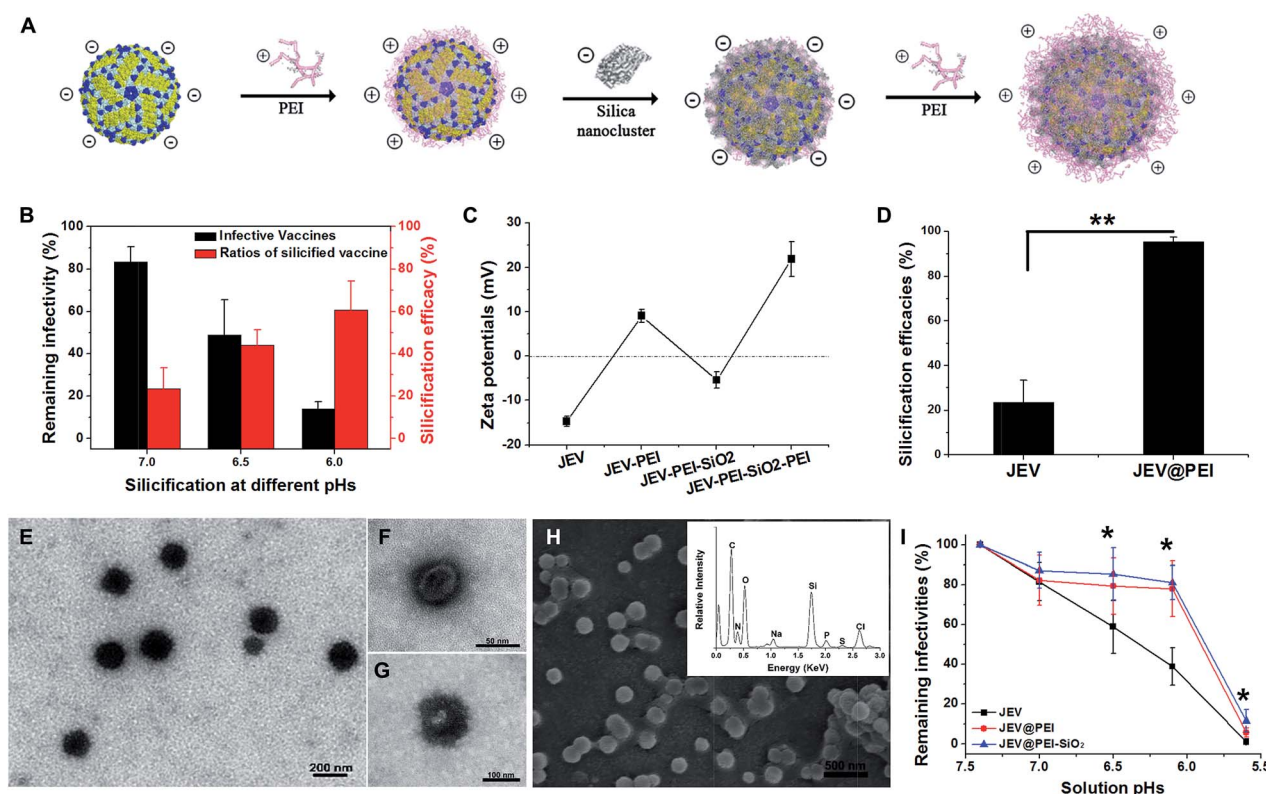 A
PEI
Silica
nanocluster
PEI
B
Remaining infectivity (%)
100
80
60
40
20
0
Infective Vaccines
Ratios of silicified vaccine
100
80
60
40
20
0
Silicification efficacy (%)
7.0 6.5 6.0
Silicification at different pHs
C
Zeta potentials (mV)
30
20
10
0
-10
-20
JEV
JEV-PEI
JEV-PEI-SiO2
JEV-PEI-SiO2-PEI
D
Silicification efficacies (%)
100
80
60
40
20
0
**
JEV JEV@PEI
E
200 nm
F
50 nm
G
100 nm
H
500 nm
Relative Intensity
C
N
O
Na
Si
P
S
Cl
0.0 0.5 1.0 1.5 2.0 2.5 3.0
Energy (KeV)
I
Remaining infectivities (%)
100
80
60
40
20
0
*
*
*
JEV
JEV@PEI
JEV@PEI-SiO₂
7.5 7.0 6.5 6.0 5.5
Solution pHs